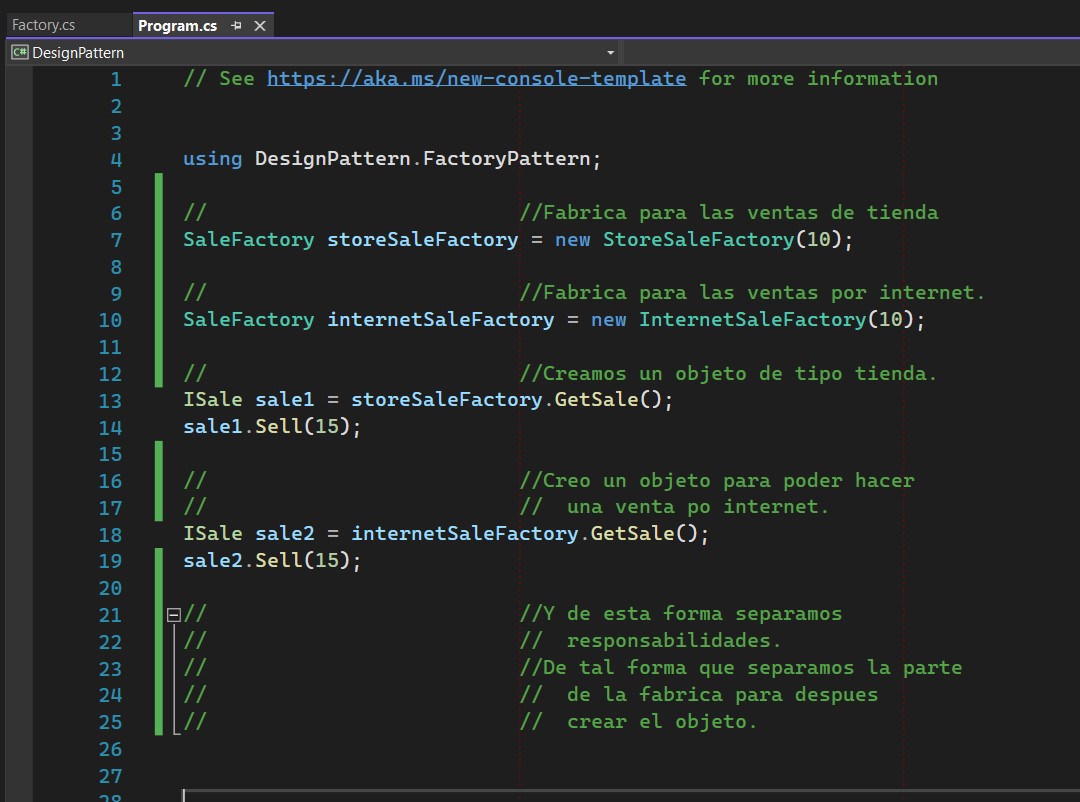 Factory.cs Program.cs
C# DesignPattern
1 // See https://aka.ms/new-console-template for more information
2
3
4 using DesignPattern.FactoryPattern;
5
6 // //Fabrica para las ventas de tienda
7 SaleFactory storeSaleFactory = new StoreSaleFactory(10);
8
9 // //Fabrica para las ventas por internet.
10 SaleFactory internetSaleFactory = new InternetSaleFactory(10);
11
12 // //Creamos un objeto de tipo tienda.
13 ISale sale1 = storeSaleFactory.GetSale();
14 sale1.Sell(15);
15
16 // //Creo un objeto para poder hacer
17 // // una venta po internet.
18 ISale sale2 = internetSaleFactory.GetSale();
19 sale2.Sell(15);
20
21 // //Y de esta forma separamos
22 // // responsabilidades.
23 // //De tal forma que separamos la parte
24 // // de la fabrica para despues
25 // // crear el objeto.
26
27
28